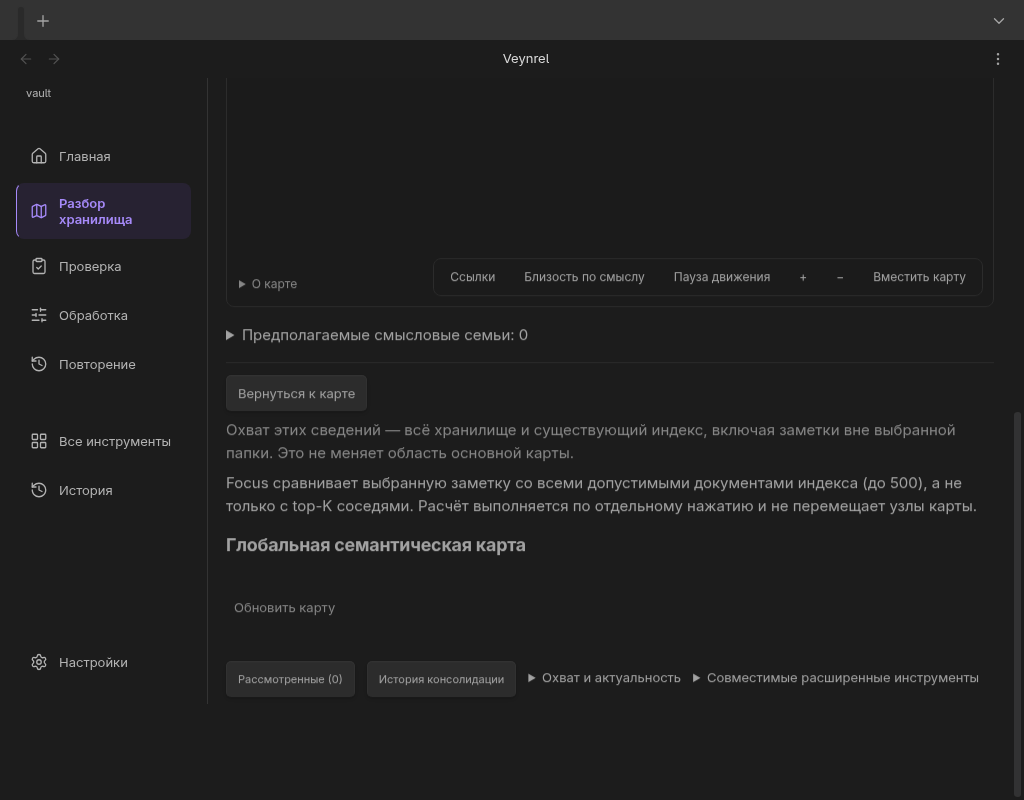 Veynrel
vault
Главная
Разбор
хранилища
Проверка
Обработка
Повторение
Все инструменты
История
Настройки
О карте
Ссылки
Близость по смыслу
Пауза движения
+
−
Вместить карту
Предполагаемые смысловые семьи: 0
Вернуться к карте
Охват этих сведений — всё хранилище и существующий индекс, включая заметки вне выбранной
папки. Это не меняет область основной карты.
Focus сравнивает выбранную заметку со всеми допустимыми документами индекса (до 500), а не
только с top-K соседями. Расчёт выполняется по отдельному нажатию и не перемещает узлы карты.
Глобальная семантическая карта
Обновить карту
Рассмотренные (0)
История консолидации
Охват и актуальность
Совместимые расширенные инструменты